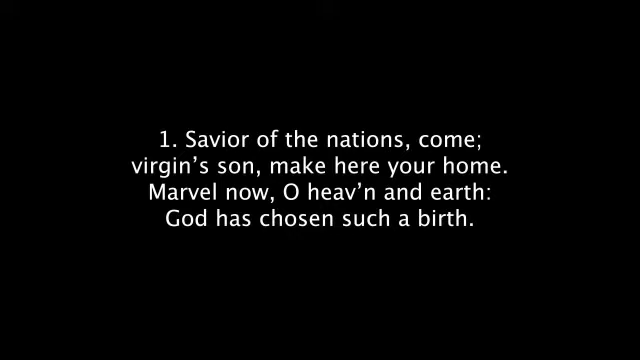 1. Savior of the nations, come;
virgin's son, make here your home.
Marvel now, O heav'n and earth:
God has chosen such a birth.